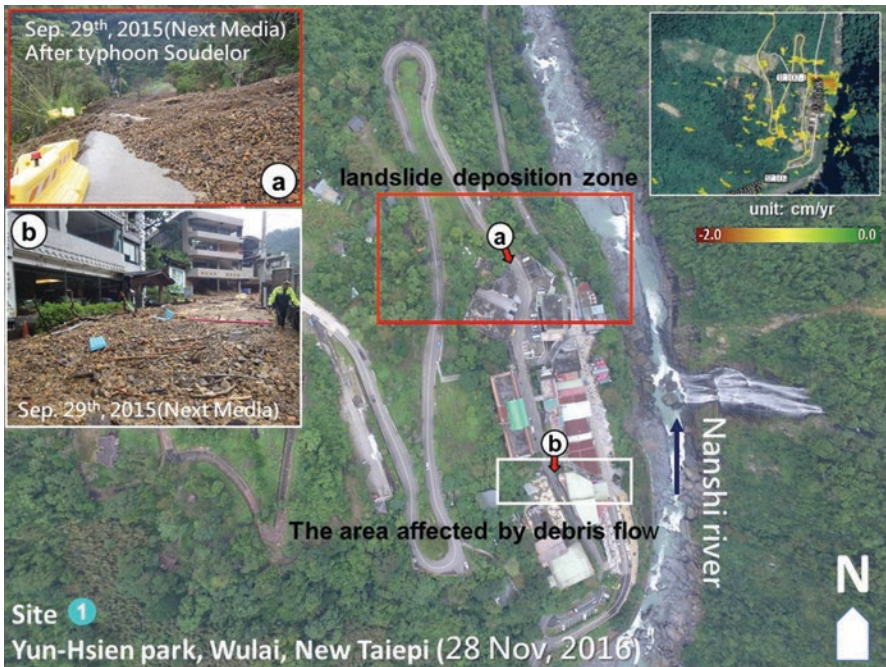 Sep. 29th, 2015(Next Media)
After typhoon Soudelor
a
b
Sep. 29th, 2015(Next Media)
landslide deposition zone
a
b
The area affected by debris flow
unit: cm/yr
-2.0
0.0
Nanshi river
N
Site 1
Yun-Hsien park, Wulai, New Taiepi (28 Nov, 2016)